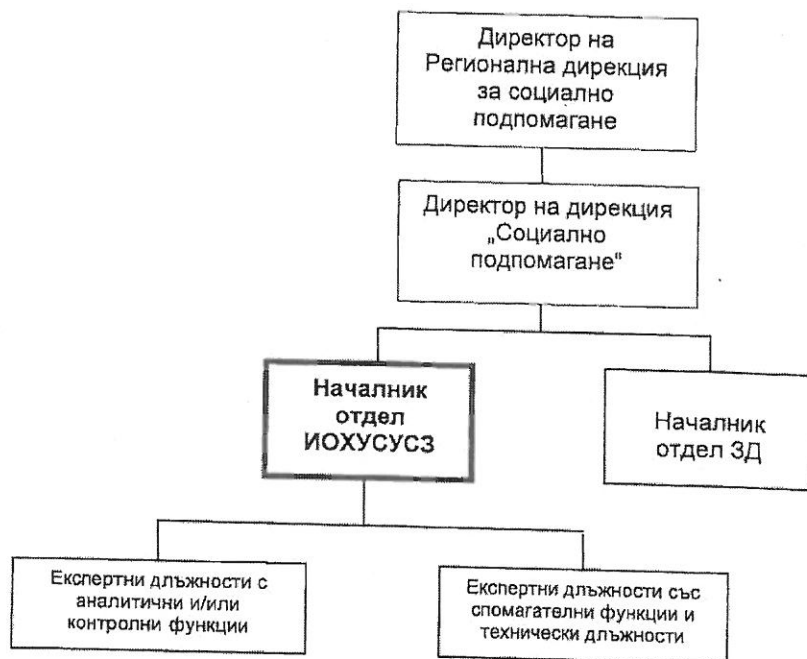 Директор на
Регионална дирекция
за социално
подпомагане
Директор на дирекция
„Социално
подпомагане“
Началник
отдел
ИОХУСУСЗ
Началник
отдел ЗД
Експертни длъжности с
аналитични и/или
контролни функции
Експертни длъжности със
спомагателни функции и
технически длъжности